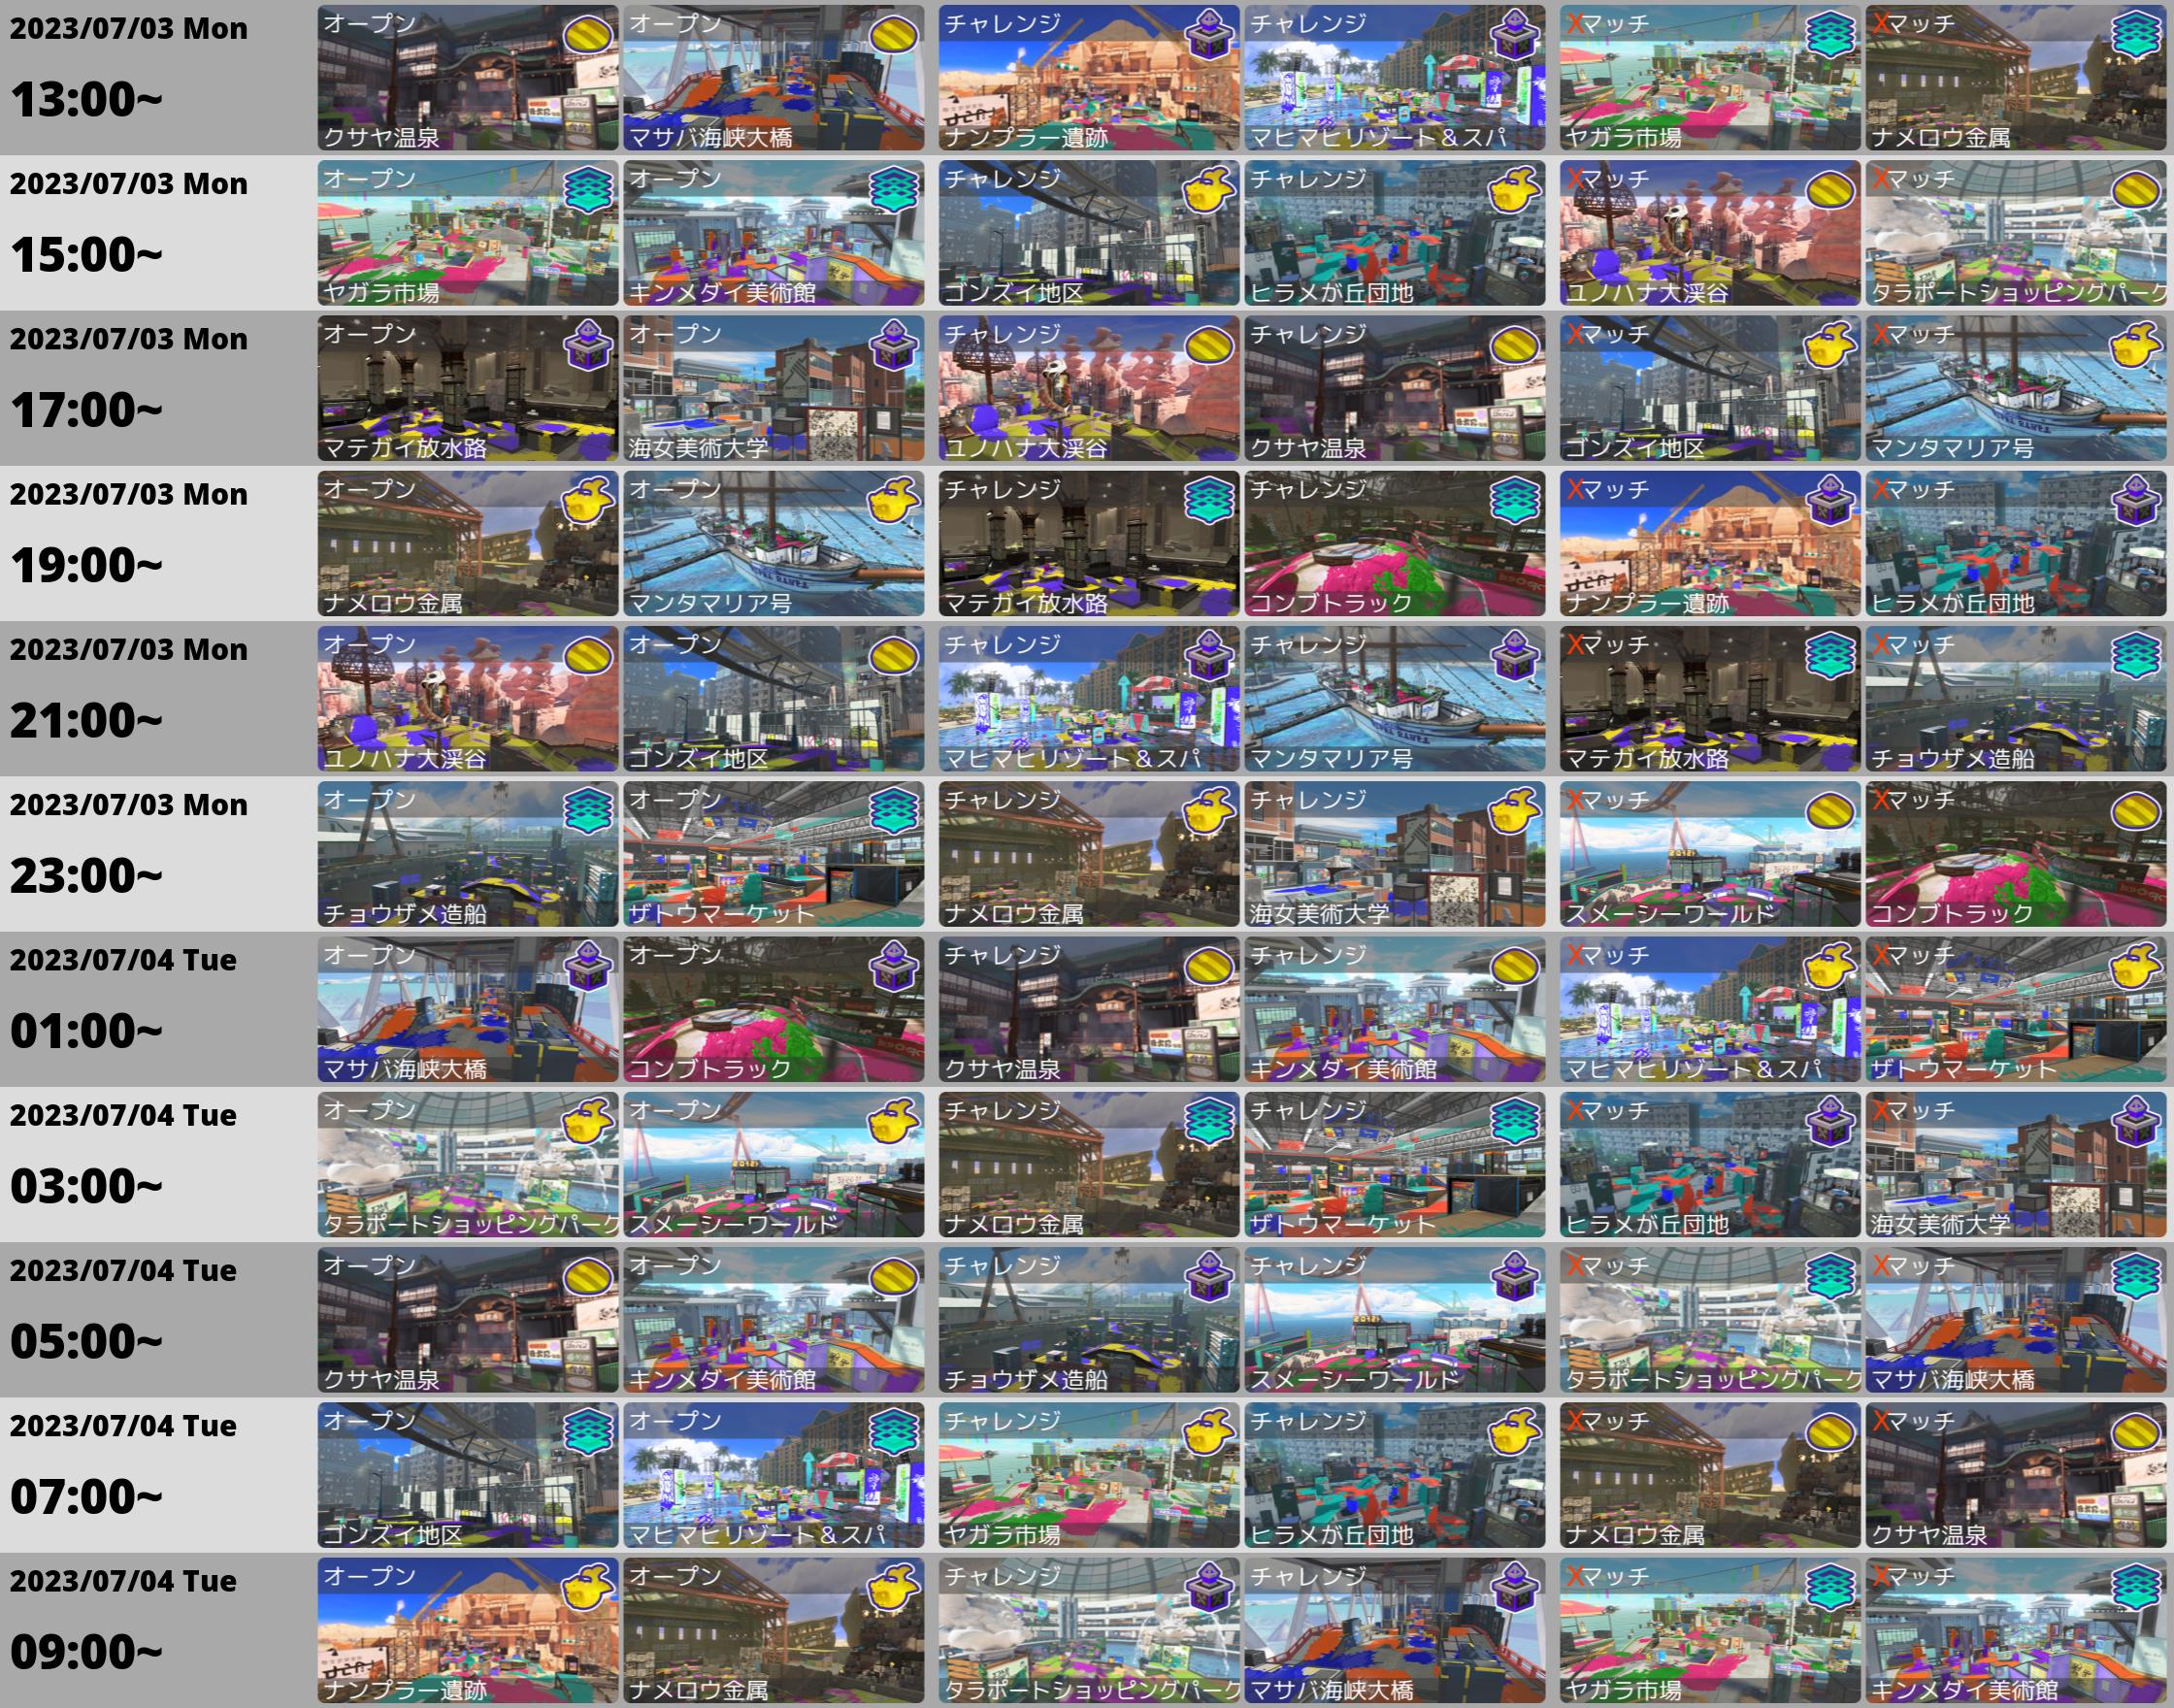 2023/07/03 Mon
13:00~
オープン オープン チャレンジ チャレンジ Xマッチ Xマッチ
クサヤ温泉 マサバ海峡大橋 ナンプラー遺跡 マヒマヒリゾート＆スパ ヤガラ市場 ナメロウ金属
2023/07/03 Mon
15:00~
オープン オープン チャレンジ チャレンジ Xマッチ Xマッチ
ヤガラ市場 キンメダイ美術館 ゴンズイ地区 ヒラメが丘団地 ユノハナ大渓谷 タラポートショッピングパーク
2023/07/03 Mon
17:00~
オープン オープン チャレンジ チャレンジ Xマッチ Xマッチ
マテガイ放水路 海女美術大学 ユノハナ大渓谷 クサヤ温泉 ゴンズイ地区 マンタマリア号
2023/07/03 Mon
19:00~
オープン オープン チャレンジ チャレンジ Xマッチ Xマッチ
ナメロウ金属 マンタマリア号 マテガイ放水路 コンブトラック ナンプラー遺跡 ヒラメが丘団地
2023/07/03 Mon
21:00~
オープン オープン チャレンジ チャレンジ Xマッチ Xマッチ
ユノハナ大渓谷 ゴンズイ地区 マヒマヒリゾート＆スパ マンタマリア号 マテガイ放水路 チョウザメ造船
2023/07/03 Mon
23:00~
オープン オープン チャレンジ チャレンジ Xマッチ Xマッチ
チョウザメ造船 ザトウマーケット ナメロウ金属 海女美術大学 スメーシーワールド コンブトラック
2023/07/04 Tue
01:00~
オープン オープン チャレンジ チャレンジ Xマッチ Xマッチ
マサバ海峡大橋 コンブトラック クサヤ温泉 キンメダイ美術館 マヒマヒリゾート＆スパ ザトウマーケット
2023/07/04 Tue
03:00~
オープン オープン チャレンジ チャレンジ Xマッチ Xマッチ
タラポートショッピングパーク スメーシーワールド ナメロウ金属 ザトウマーケット ヒラメが丘団地 海女美術大学
2023/07/04 Tue
05:00~
オープン オープン チャレンジ チャレンジ Xマッチ Xマッチ
クサヤ温泉 キンメダイ美術館 チョウザメ造船 スメーシーワールド タラポートショッピングパーク マサバ海峡大橋
2023/07/04 Tue
07:00~
オープン オープン チャレンジ チャレンジ Xマッチ Xマッチ
ゴンズイ地区 マヒマヒリゾート＆スパ ヤガラ市場 ヒラメが丘団地 ナメロウ金属 クサヤ温泉
2023/07/04 Tue
09:00~
オープン オープン チャレンジ チャレンジ Xマッチ Xマッチ
ナンプラー遺跡 ナメロウ金属 タラポートショッピングパーク マサバ海峡大橋 ヤガラ市場 キンメダイ美術館